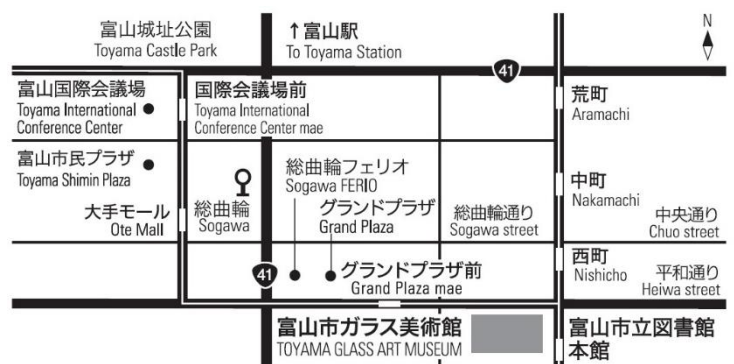 富山城址公園
Toyama Castle Park
↑富山駅
To Toyama Station
N
41
富山国際会議場
Toyama International
Conference Center
国際会議場前
Toyama International
Conference Center mae
荒町
Aramachi
富山市民プラザ
Toyama Shimin Plaza
総曲輪フェリオ
Sogawa FERIO
中町
Nakamachi
大手モール
Ote Mall
総曲輪
Sogawa
グランドプラザ
Grand Plaza
総曲輪通り
Sogawa street
中央通り
Chuo street
西町
Nishicho
平和通り
Heiwa street
41
グランドプラザ前
Grand Plaza mae
富山市ガラス美術館
TOYAMA GLASS ART MUSEUM
富山市立図書館
本館